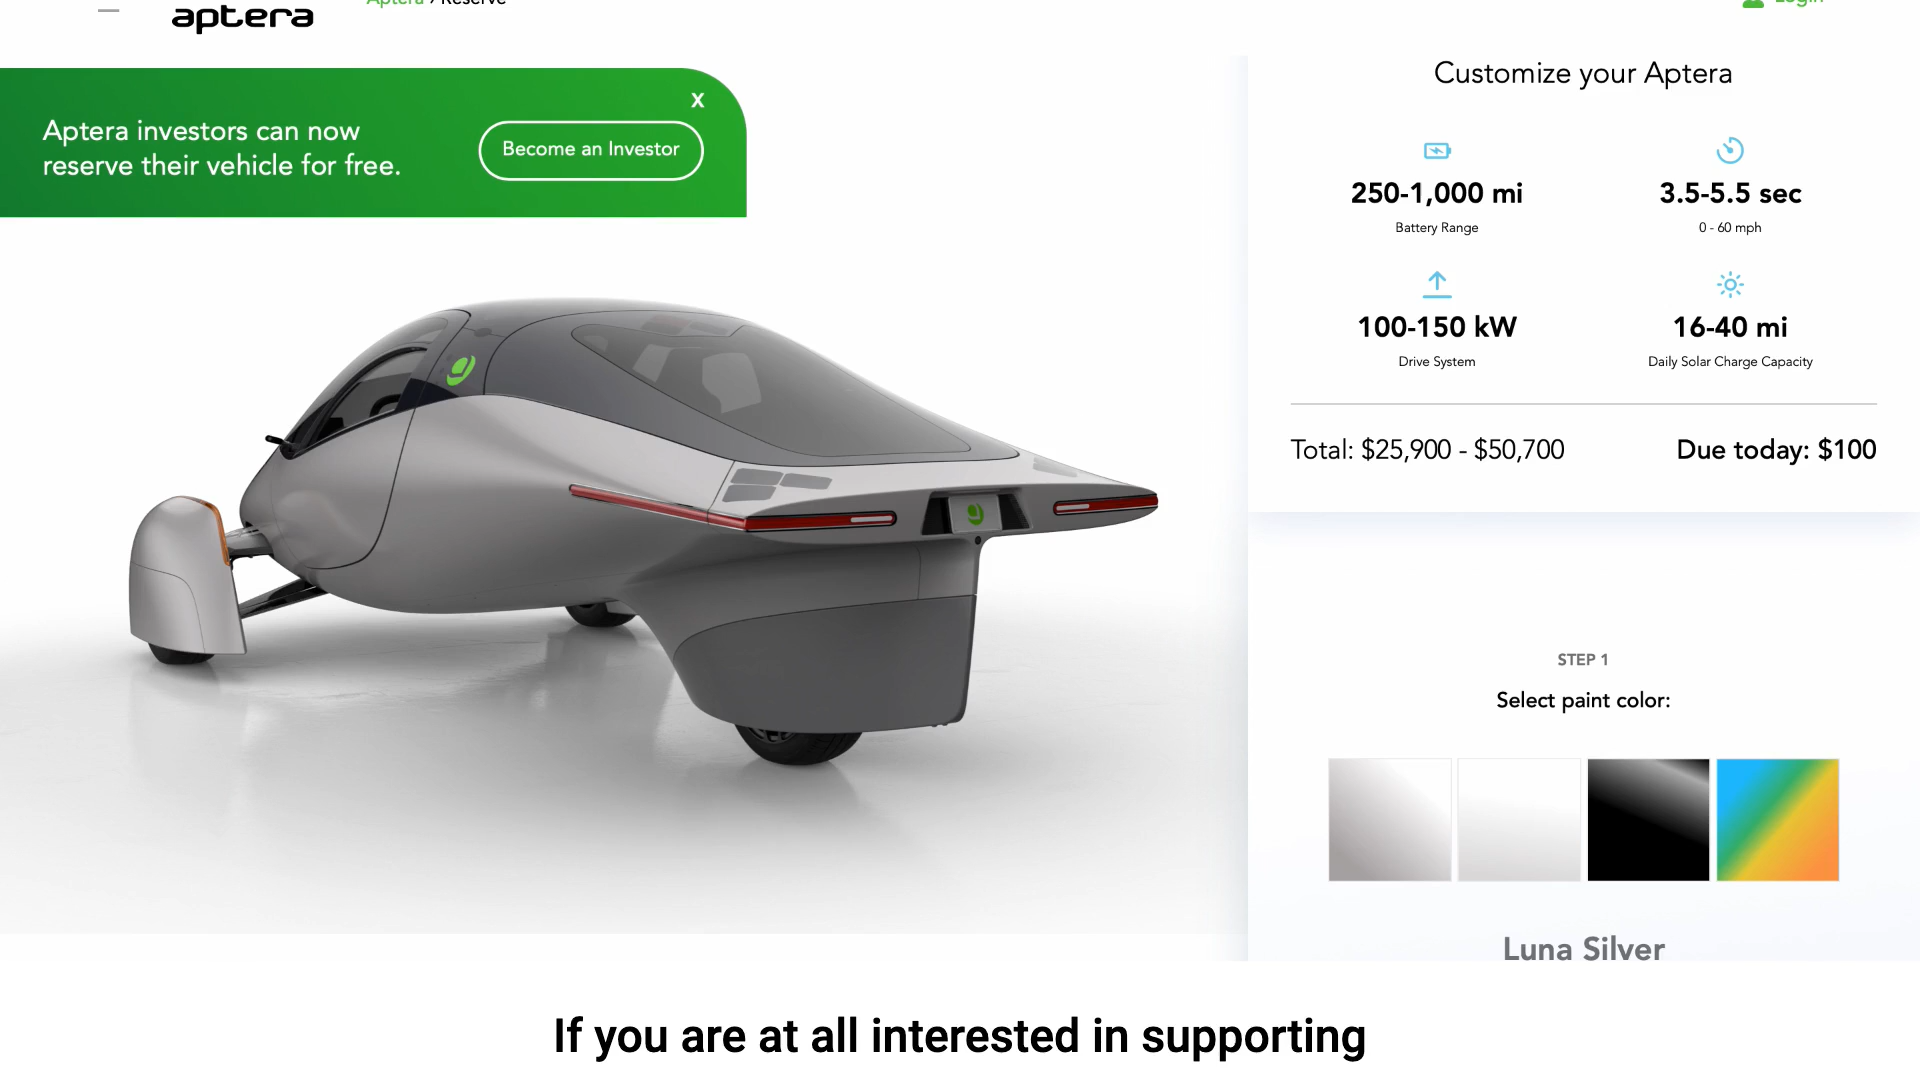 aptera
Aptera / Reserve
Login
Aptera investors can now
reserve their vehicle for free.
Become an Investor
X
Customize your Aptera
250-1,000 mi
Battery Range
3.5-5.5 sec
0 - 60 mph
100-150 kW
Drive System
16-40 mi
Daily Solar Charge Capacity
Total: $25,900 - $50,700
Due today: $100
STEP 1
Select paint color:
Luna Silver
If you are at all interested in supporting